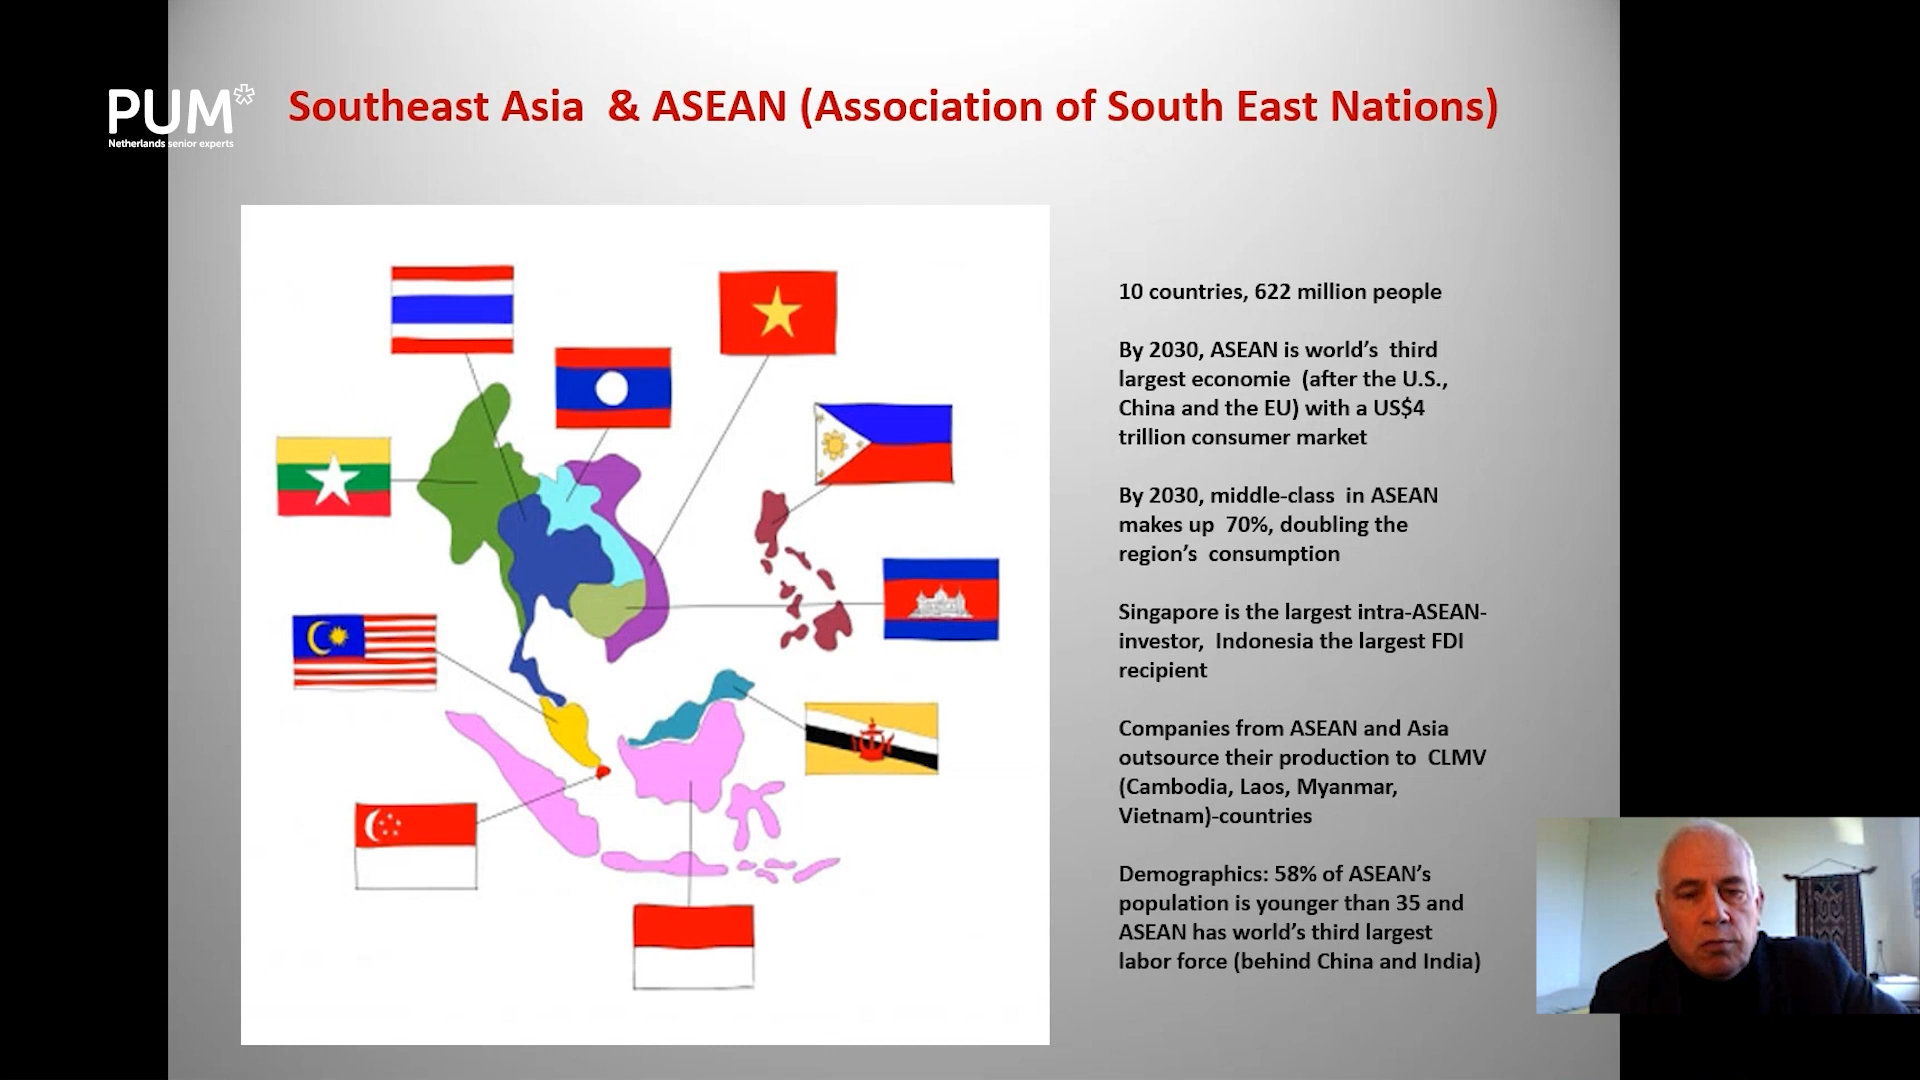 PUM
Netherlands senior experts
Southeast Asia & ASEAN (Association of South East Nations)
10 countries, 622 million people
By 2030, ASEAN is world’s third
largest economie (after the U.S.,
China and the EU) with a US$4
trillion consumer market
By 2030, middle-class in ASEAN
makes up 70%, doubling the
region’s consumption
Singapore is the largest intra-ASEAN-
investor, Indonesia the largest FDI
recipient
Companies from ASEAN and Asia
outsource their production to CLMV
(Cambodia, Laos, Myanmar,
Vietnam)-countries
Demographics: 58% of ASEAN’s
population is younger than 35 and
ASEAN has world’s third largest
labor force (behind China and India)